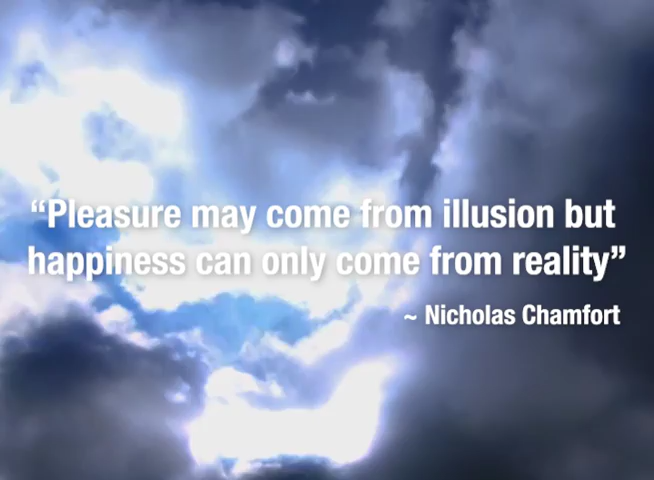 “Pleasure may come from illusion but
happiness can only come from reality”
~ Nicholas Chamfort